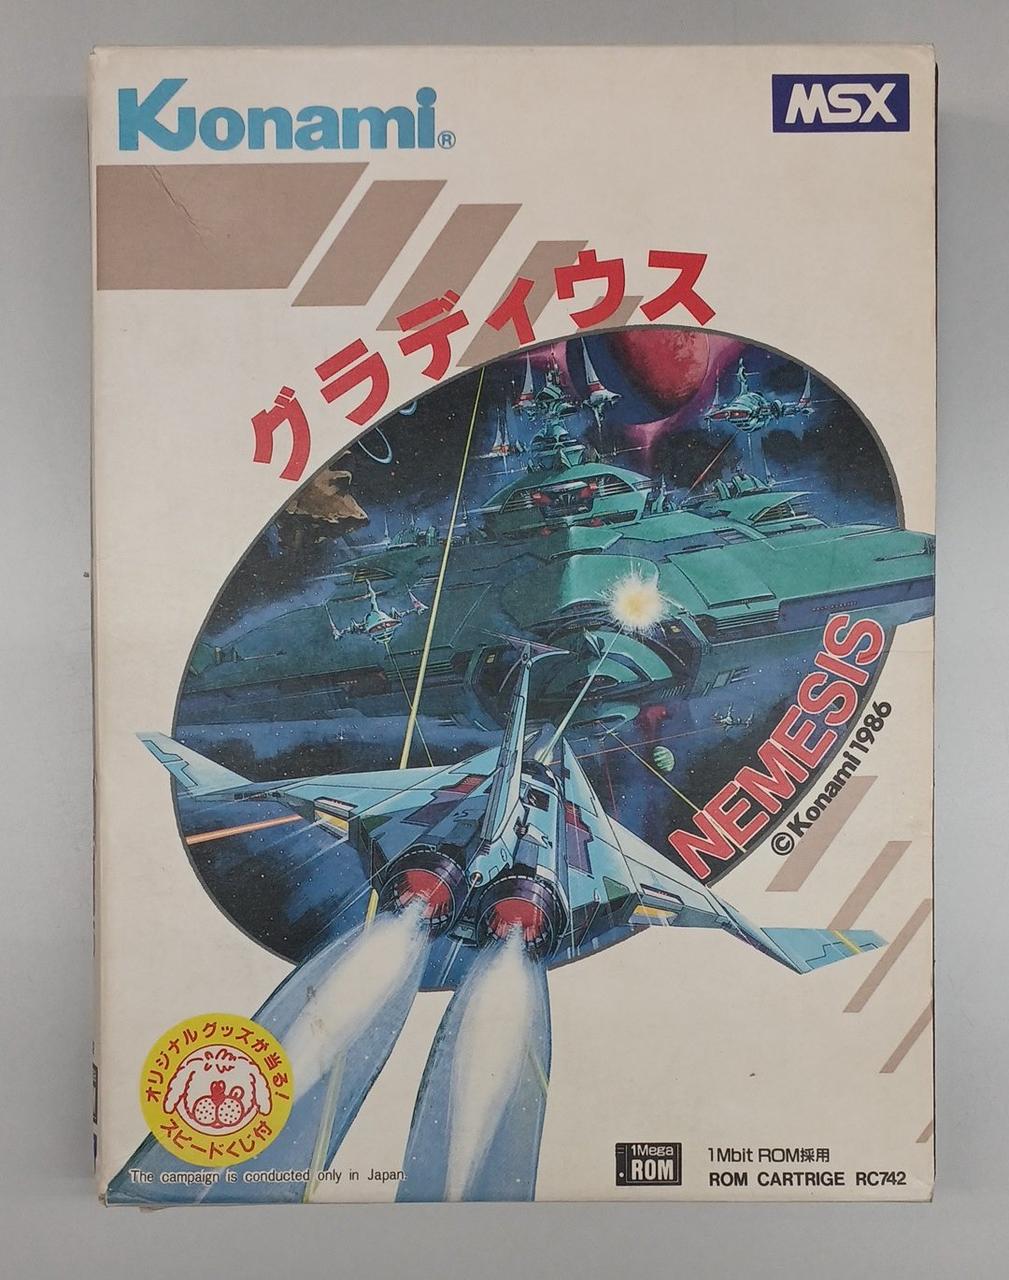 Konami®
MSX
グラディウス
NEMESIS
©Konami 1986
オリジナルグッズが当る!
スピードくじ付
The campaign is conducted only in Japan.
1Mega
ROM
1Mbit ROM採用
ROM CARTRIGE RC742